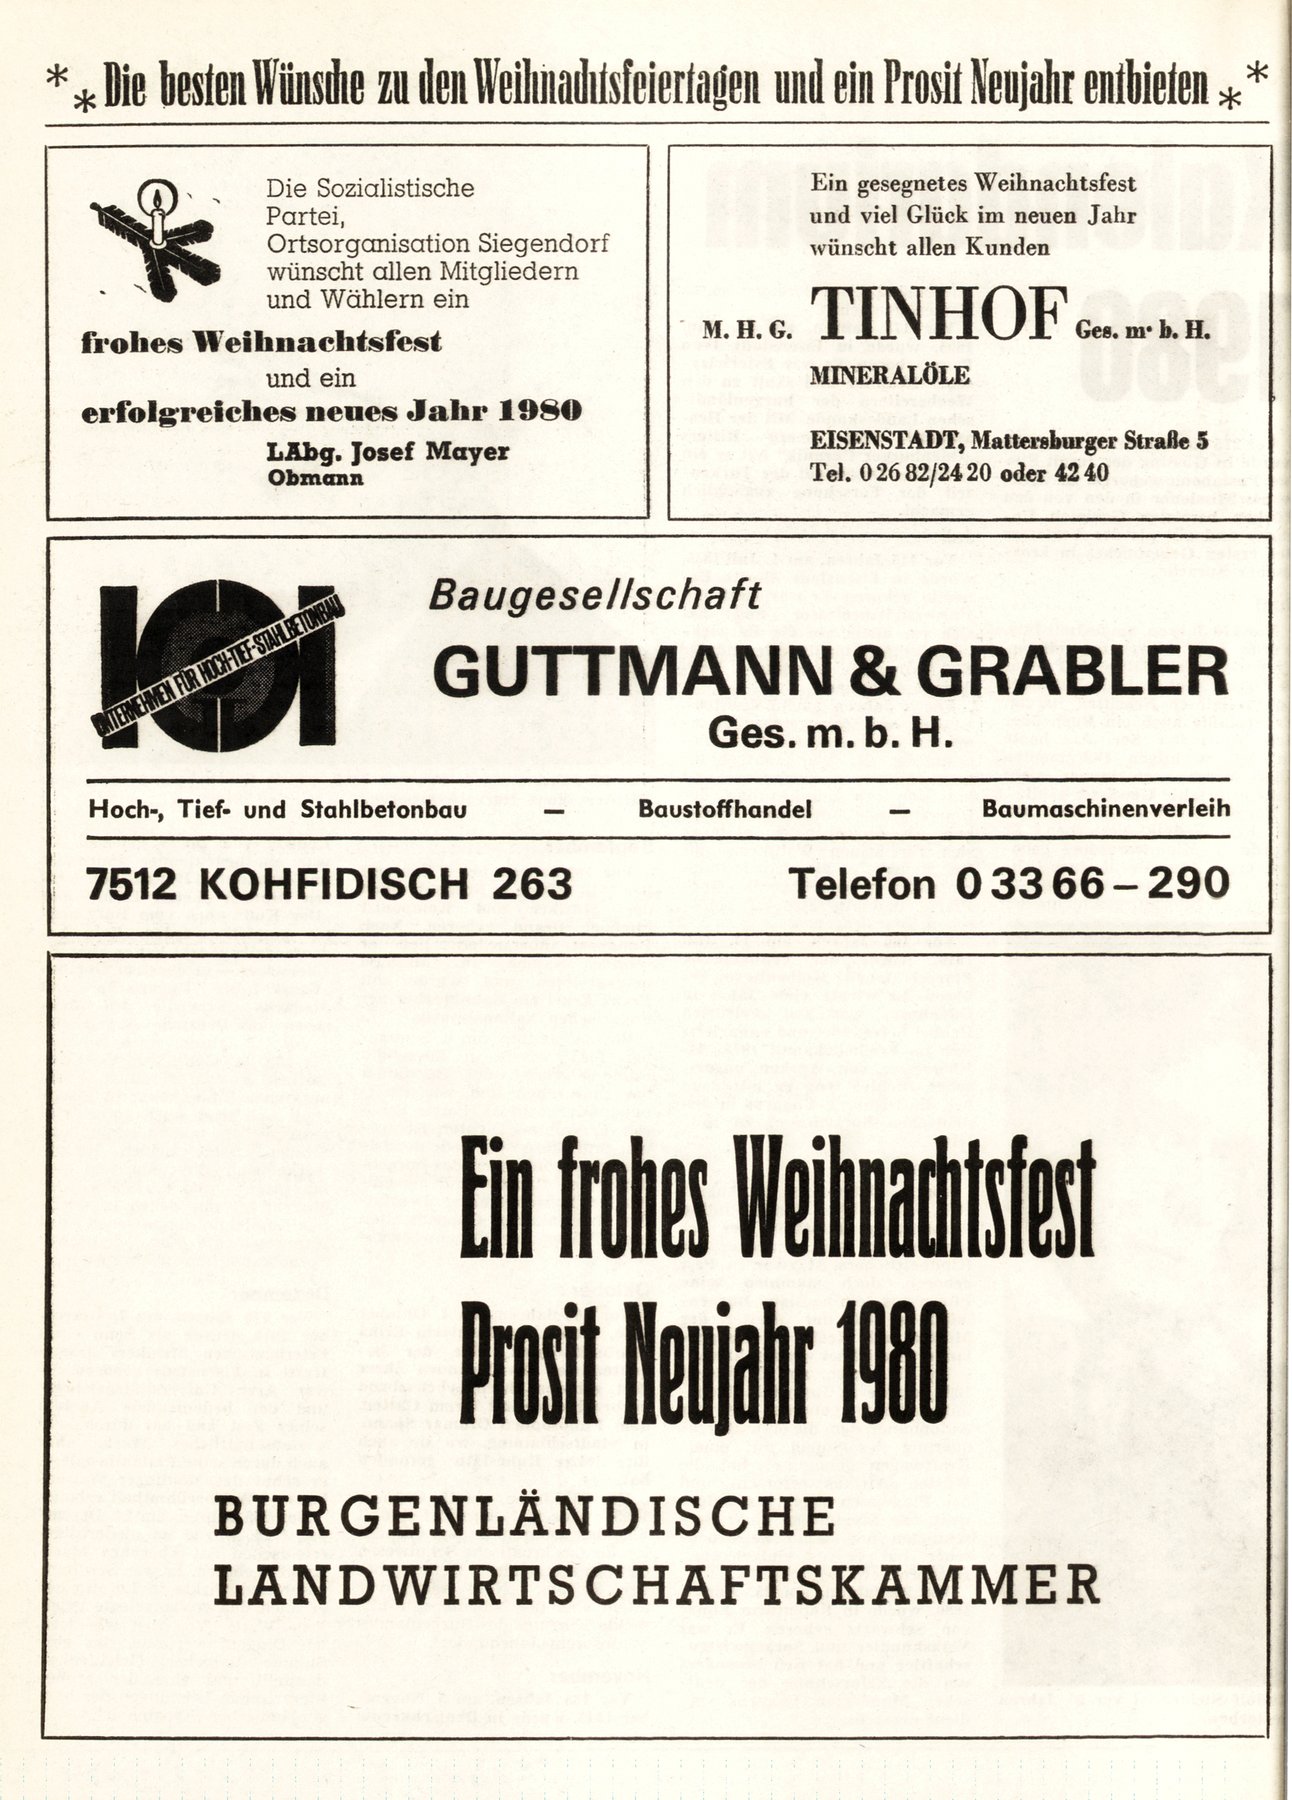 * * Die besten Wünsche zu den Weihnachtsfeiertagen und ein Prosit Neujahr entbieten * *
Die Sozialistische
Partei,
Ortsorganisation Siegendorf
wünscht allen Mitgliedern
und Wählern ein
frohes Weihnachtsfest
und ein
erfolgreiches neues Jahr 1980
LAbg. Josef Mayer
Obmann
Ein gesegnetes Weihnachtsfest
und viel Glück im neuen Jahr
wünscht allen Kunden
M. H. G. TINHOF Ges. m. b. H.
MINERALÖLE
EISENSTADT, Mattersburger Straße 5
Tel. 0 26 82/24 20 oder 42 40
UNTERNEHMEN FÜR HOCH-TIEF-STAHLBETONBAU
Baugesellschaft
GUTTMANN & GRABLER
Ges. m. b. H.
Hoch-, Tief- und Stahlbetonbau — Baustoffhandel — Baumaschinenverleih
7512 KOHFIDISCH 263 Telefon 0 33 66 – 290
Ein frohes Weihnachtsfest
Prosit Neujahr 1980
BURGENLÄNDISCHE
LANDWIRTSCHAFTSKAMMER